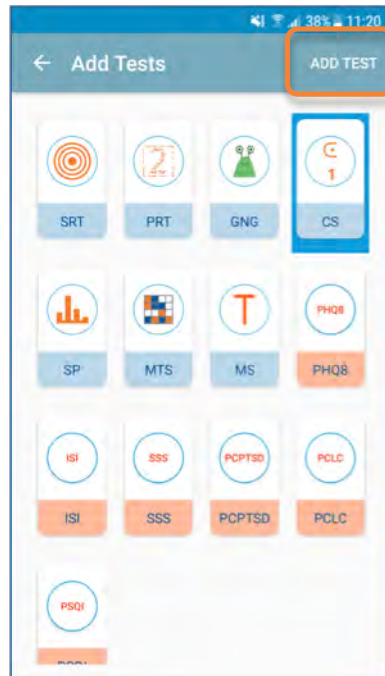 38% 11:20
Add Tests ADD TEST
1
SRT PRT GNG CS
PHQ8
SP MTS MS PHQ8
ISI SSS PCPTSD PCLC
ISI SSS PCPTSD PCLC
PSQI